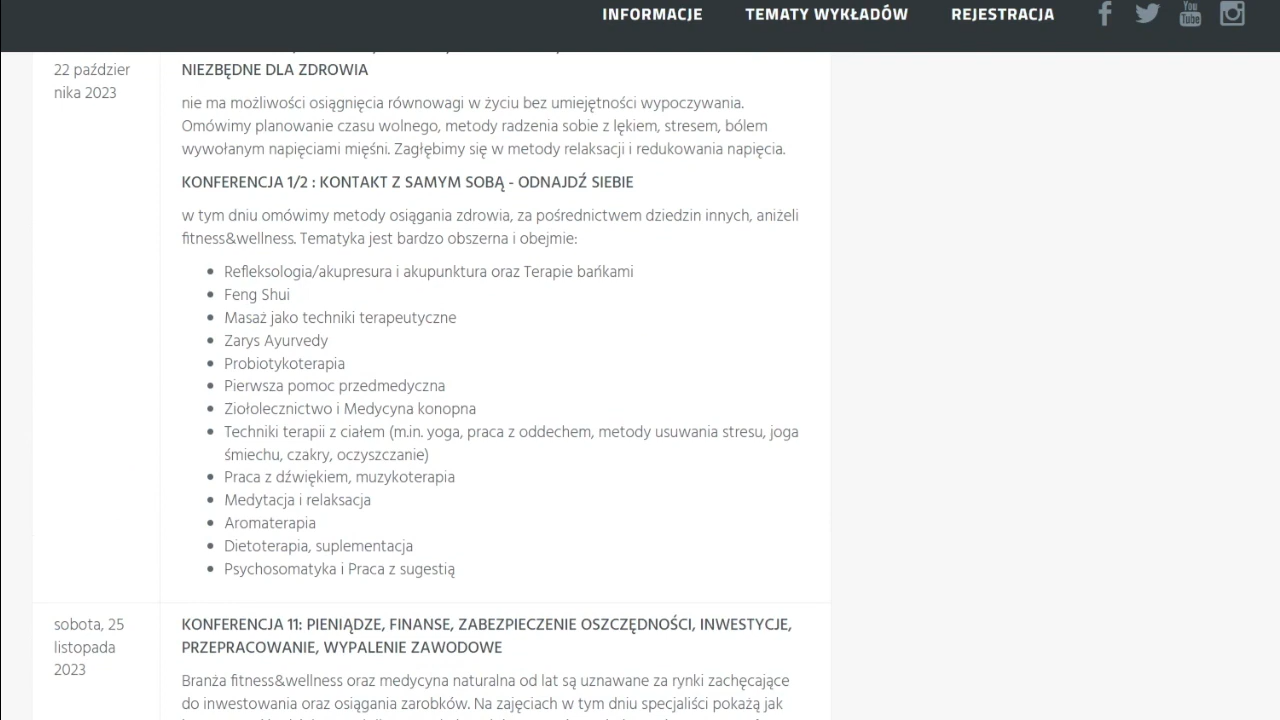 INFORMACJE TEMATY WYKŁADÓW REJESTRACJA
You Tube
22 paździer
nika 2023
NIEZBĘDNE DLA ZDROWIA
nie ma możliwości osiągnięcia równowagi w życiu bez umiejętności wypoczywania.
Omówimy planowanie czasu wolnego, metody radzenia sobie z lękiem, stresem, bólem
wywołanym napięciami mięśni. Zagłębimy się w metody relaksacji i redukowania napięcia.
KONFERENCJA 1/2 : KONTAKT Z SAMYM SOBĄ - ODNAJDŹ SIEBIE
w tym dniu omówimy metody osiągania zdrowia, za pośrednictwem dziedzin innych, aniżeli
fitness&wellness. Tematyka jest bardzo obszerna i obejmie:
• Refleksologia/akupresura i akupunktura oraz Terapie bańkami
• Feng Shui
• Masaż jako techniki terapeutyczne
• Zarys Ayurvedy
• Probiotykoterapia
• Pierwsza pomoc przedmedyczna
• Ziołolecznictwo i Medycyna konopna
• Techniki terapii z ciałem (m.in. yoga, praca z oddechem, metody usuwania stresu, joga
śmiechu, czakry, oczyszczanie)
• Praca z dźwiękiem, muzykoterapia
• Medytacja i relaksacja
• Aromaterapia
• Dietoterapia, suplementacja
• Psychosomatyka i Praca z sugestią
sobota, 25
listopada
2023
KONFERENCJA 11: PIENIĄDZE, FINANSE, ZABEZPIECZENIE OSZCZĘDNOŚCI, INWESTYCJE,
PRZEPRACOWANIE, WYPALENIE ZAWODOWE
Branża fitness&wellness oraz medycyna naturalna od lat są uznawane za rynki zachęcające
do inwestowania oraz osiągania zarobków. Na zajęciach w tym dniu specjaliści pokażą jak